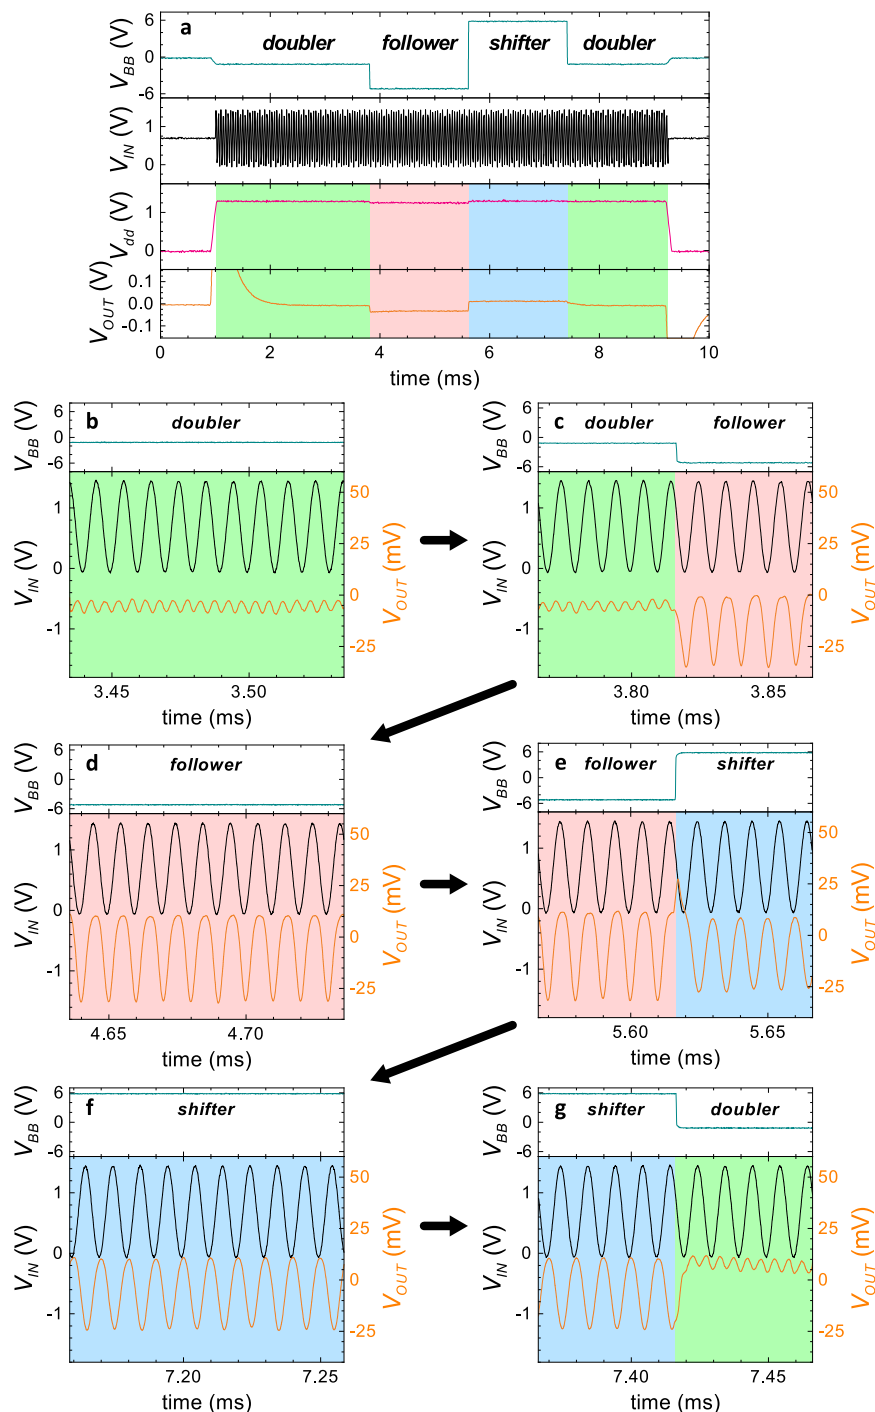 a
doubler follower shifter doubler
V_BB (V)
6
0
-6
V_IN (V)
1
0
V_dd (V)
1
0
V_OUT (V)
0.1
0.0
-0.1
0 2 4 6 8 10
time (ms)
b
doubler
V_BB (V)
6
0
-6
V_IN (V)
1
0
-1
50
25
0
-25
V_OUT (mV)
3.45 3.50
time (ms)
c
doubler follower
V_BB (V)
6
0
-6
V_IN (V)
1
0
-1
50
25
0
-25
V_OUT (mV)
3.80 3.85
time (ms)
d
follower
V_BB (V)
6
0
-6
V_IN (V)
1
0
-1
50
25
0
-25
V_OUT (mV)
4.65 4.70
time (ms)
e
follower shifter
V_BB (V)
6
0
-6
V_IN (V)
1
0
-1
50
25
0
-25
V_OUT (mV)
5.60 5.65
time (ms)
f
shifter
V_BB (V)
6
0
-6
V_IN (V)
1
0
-1
50
25
0
-25
V_OUT (mV)
7.20 7.25
time (ms)
g
shifter doubler
V_BB (V)
6
0
-6
V_IN (V)
1
0
-1
50
25
0
-25
V_OUT (mV)
7.40 7.45
time (ms)